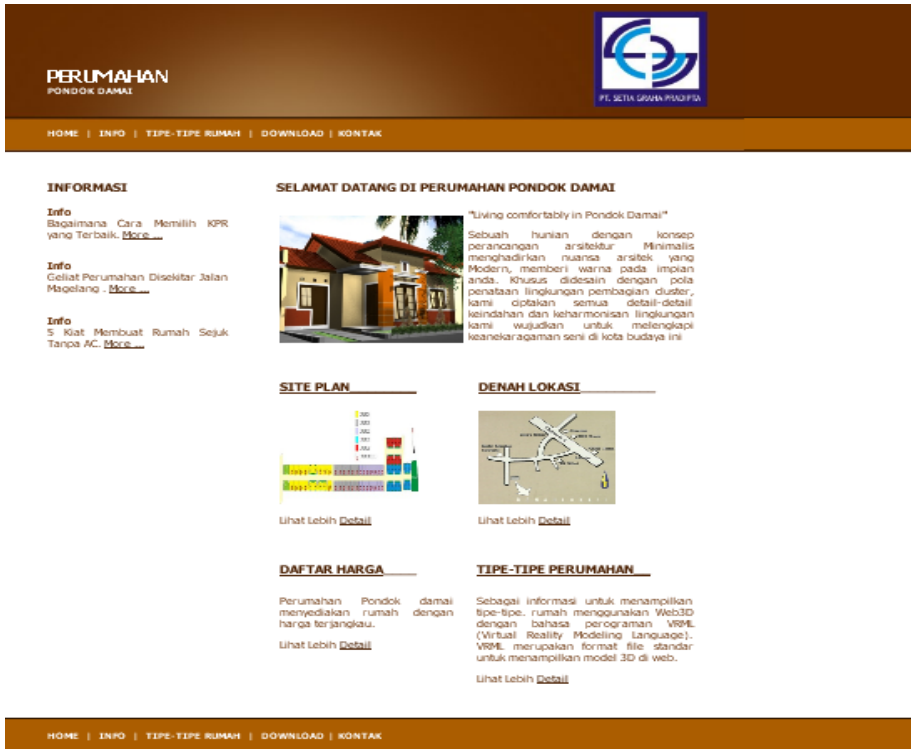 PERUMAHAN
PONDOK DAMAI
PT. SETIA GRAHA PRADIPTA
HOME | INFO | TIPE-TIPE RUMAH | DOWNLOAD | KONTAK
INFORMASI
Info
Bagaimana Cara Memilih KPR
yang Terbaik. More ...
Info
Geliat Perumahan Disekitar Jalan
Magelang . More ...
Info
5 Kiat Membuat Rumah Sejuk
Tanpa AC. More ...
SELAMAT DATANG DI PERUMAHAN PONDOK DAMAI
"Living comfortably in Pondok Damai"
Sebuah hunian dengan konsep
perancangan arsitektur Minimalis
menghadirkan nuansa arsitek yang
Modern, memberi warna pada impian
anda. Khusus didesain dengan pola
penataan lingkungan pembagian cluster,
kami ciptakan semua detail-detail
keindahan dan keharmonisan lingkungan
kami wujudkan untuk melengkapi
keanekaragaman seni di kota budaya ini
SITE PLAN
Lihat Lebih Detail
DENAH LOKASI
Lihat Lebih Detail
DAFTAR HARGA
Perumahan Pondok damai
menyediakan rumah dengan
harga terjangkau.
Lihat Lebih Detail
TIPE-TIPE PERUMAHAN
Sebagai informasi untuk menampilkan
tipe-tipe. rumah menggunakan Web3D
dengan bahasa perograman VRML
(Virtual Reality Modeling Language).
VRML merupakan format file standar
untuk menampilkan model 3D di web.
Lihat Lebih Detail
HOME | INFO | TIPE-TIPE RUMAH | DOWNLOAD | KONTAK